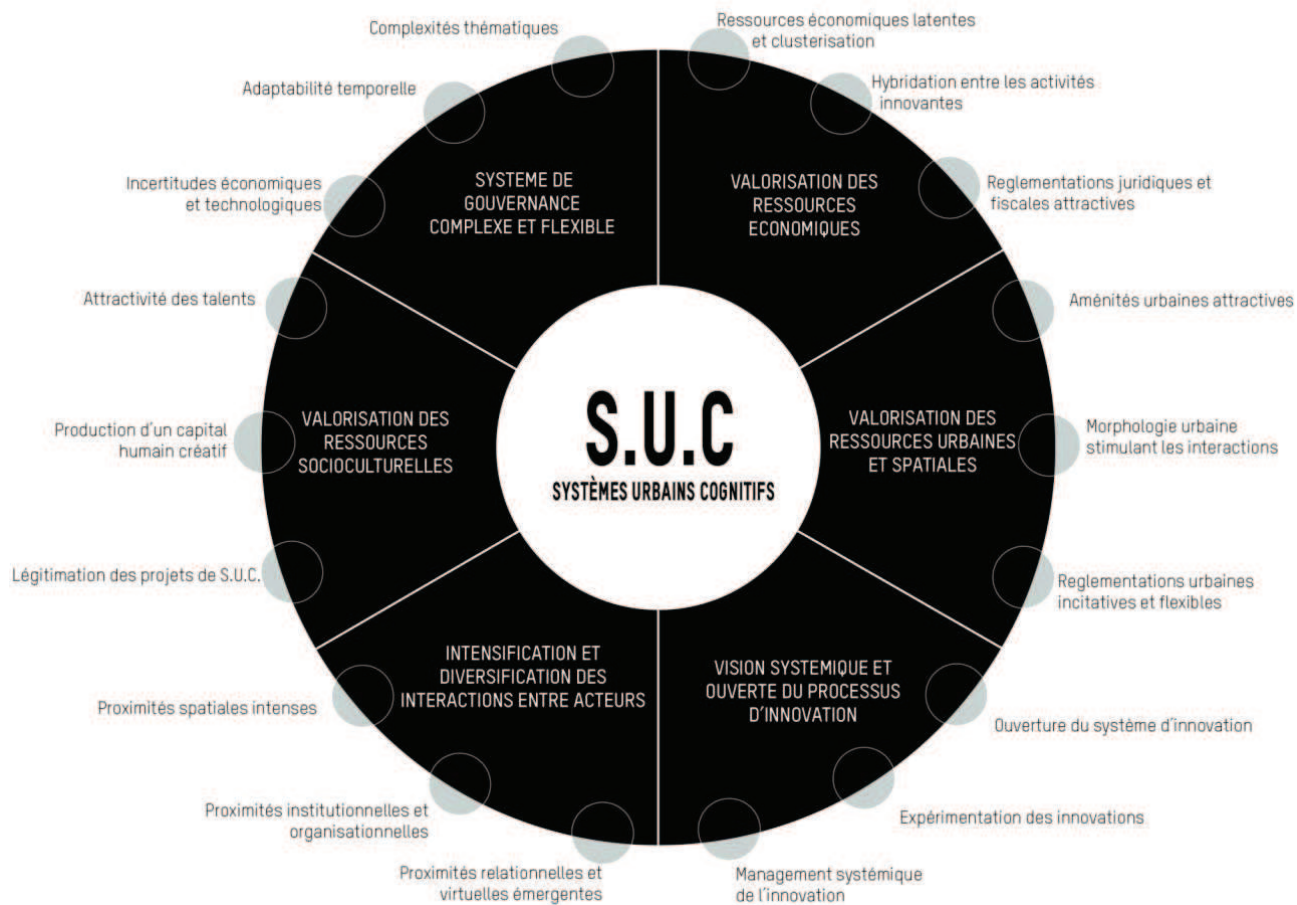 Complexités thématiques
Adaptabilité temporelle
Incertitudes économiques
et technologiques
SYSTEME DE
GOUVERNANCE
COMPLEXE ET FLEXIBLE
Ressources économiques latentes
et clusterisation
Hybridation entre les activités
innovantes
Reglementations juridiques et
fiscales attractives
VALORISATION DES
RESSOURCES
ECONOMIQUES
Attractivité des talents
Production d'un capital
humain créatif
Légitimation des projets de S.U.C.
VALORISATION DES
RESSOURCES
SOCIOCULTURELLES
S.U.C
SYSTÈMES URBAINS COGNITIFS
VALORISATION DES
RESSOURCES URBAINES
ET SPATIALES
Aménités urbaines attractives
Morphologie urbaine
stimulant les interactions
Reglementations urbaines
incitatives et flexibles
INTENSIFICATION ET
DIVERSIFICATION DES
INTERACTIONS ENTRE ACTEURS
Proximités spatiales intenses
Proximités institutionnelles et
organisationnelles
Proximités relationnelles et
virtuelles émergentes
VISION SYSTEMIQUE ET
OUVERTE DU PROCESSUS
D'INNOVATION
Ouverture du système d'innovation
Expérimentation des innovations
Management systémique
de l'innovation